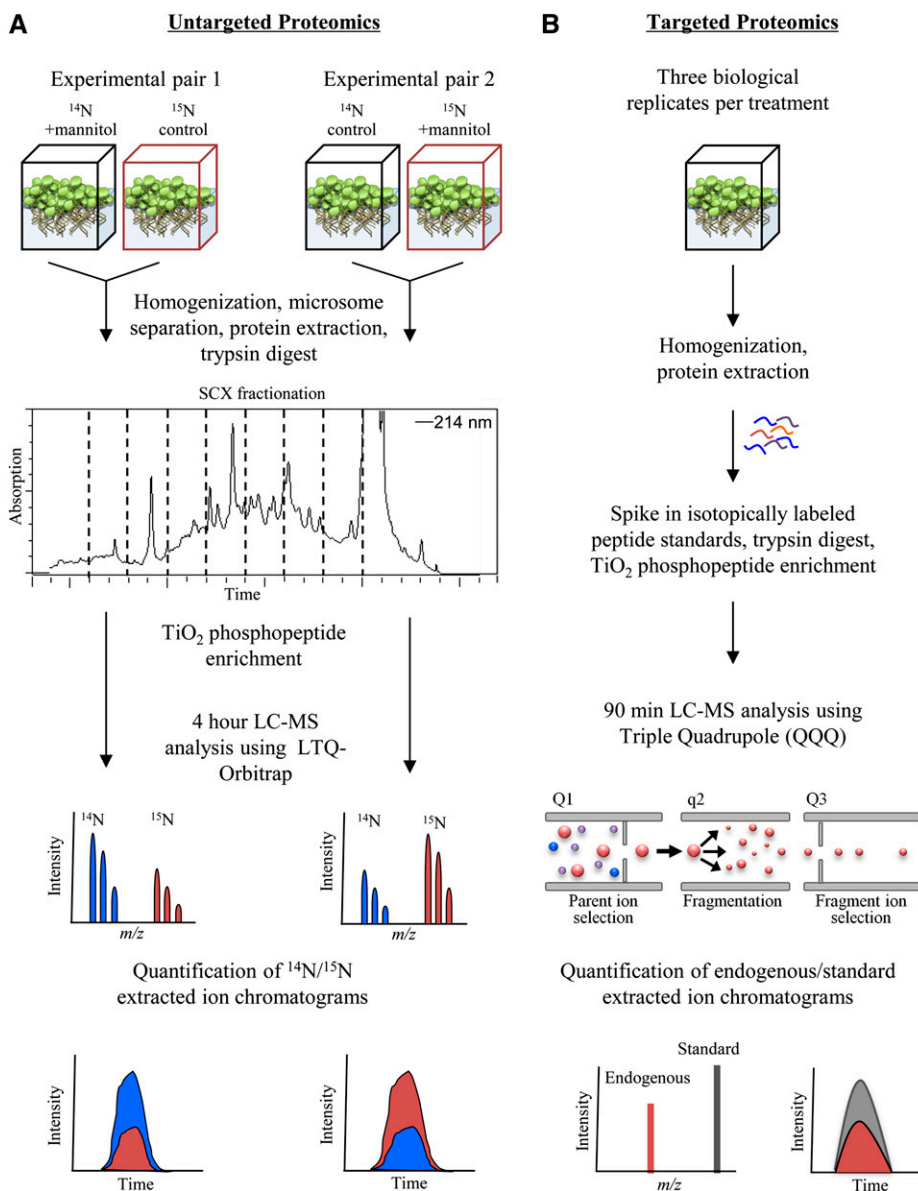 A
Untargeted Proteomics
Experimental pair 1
Experimental pair 2
¹⁴N
+mannitol
¹⁵N
control
¹⁴N
control
¹⁵N
+mannitol
Homogenization, microsome
separation, protein extraction,
trypsin digest
SCX fractionation
214 nm
Absorption
Time
TiO₂ phosphopeptide
enrichment
4 hour LC-MS
analysis using LTQ-
Orbitrap
¹⁴N
¹⁵N
Intensity
m/z
¹⁴N
¹⁵N
Intensity
m/z
Quantification of ¹⁴N/¹⁵N
extracted ion chromatograms
Intensity
Time
Intensity
Time
B
Targeted Proteomics
Three biological
replicates per treatment
Homogenization,
protein extraction
Spike in isotopically labeled
peptide standards, trypsin digest,
TiO₂ phosphopeptide enrichment
90 min LC-MS analysis using
Triple Quadrupole (QQQ)
Q1
q2
Q3
Parent ion
selection
Fragmentation
Fragment ion
selection
Quantification of endogenous/standard
extracted ion chromatograms
Standard
Endogenous
Intensity
m/z
Intensity
Time